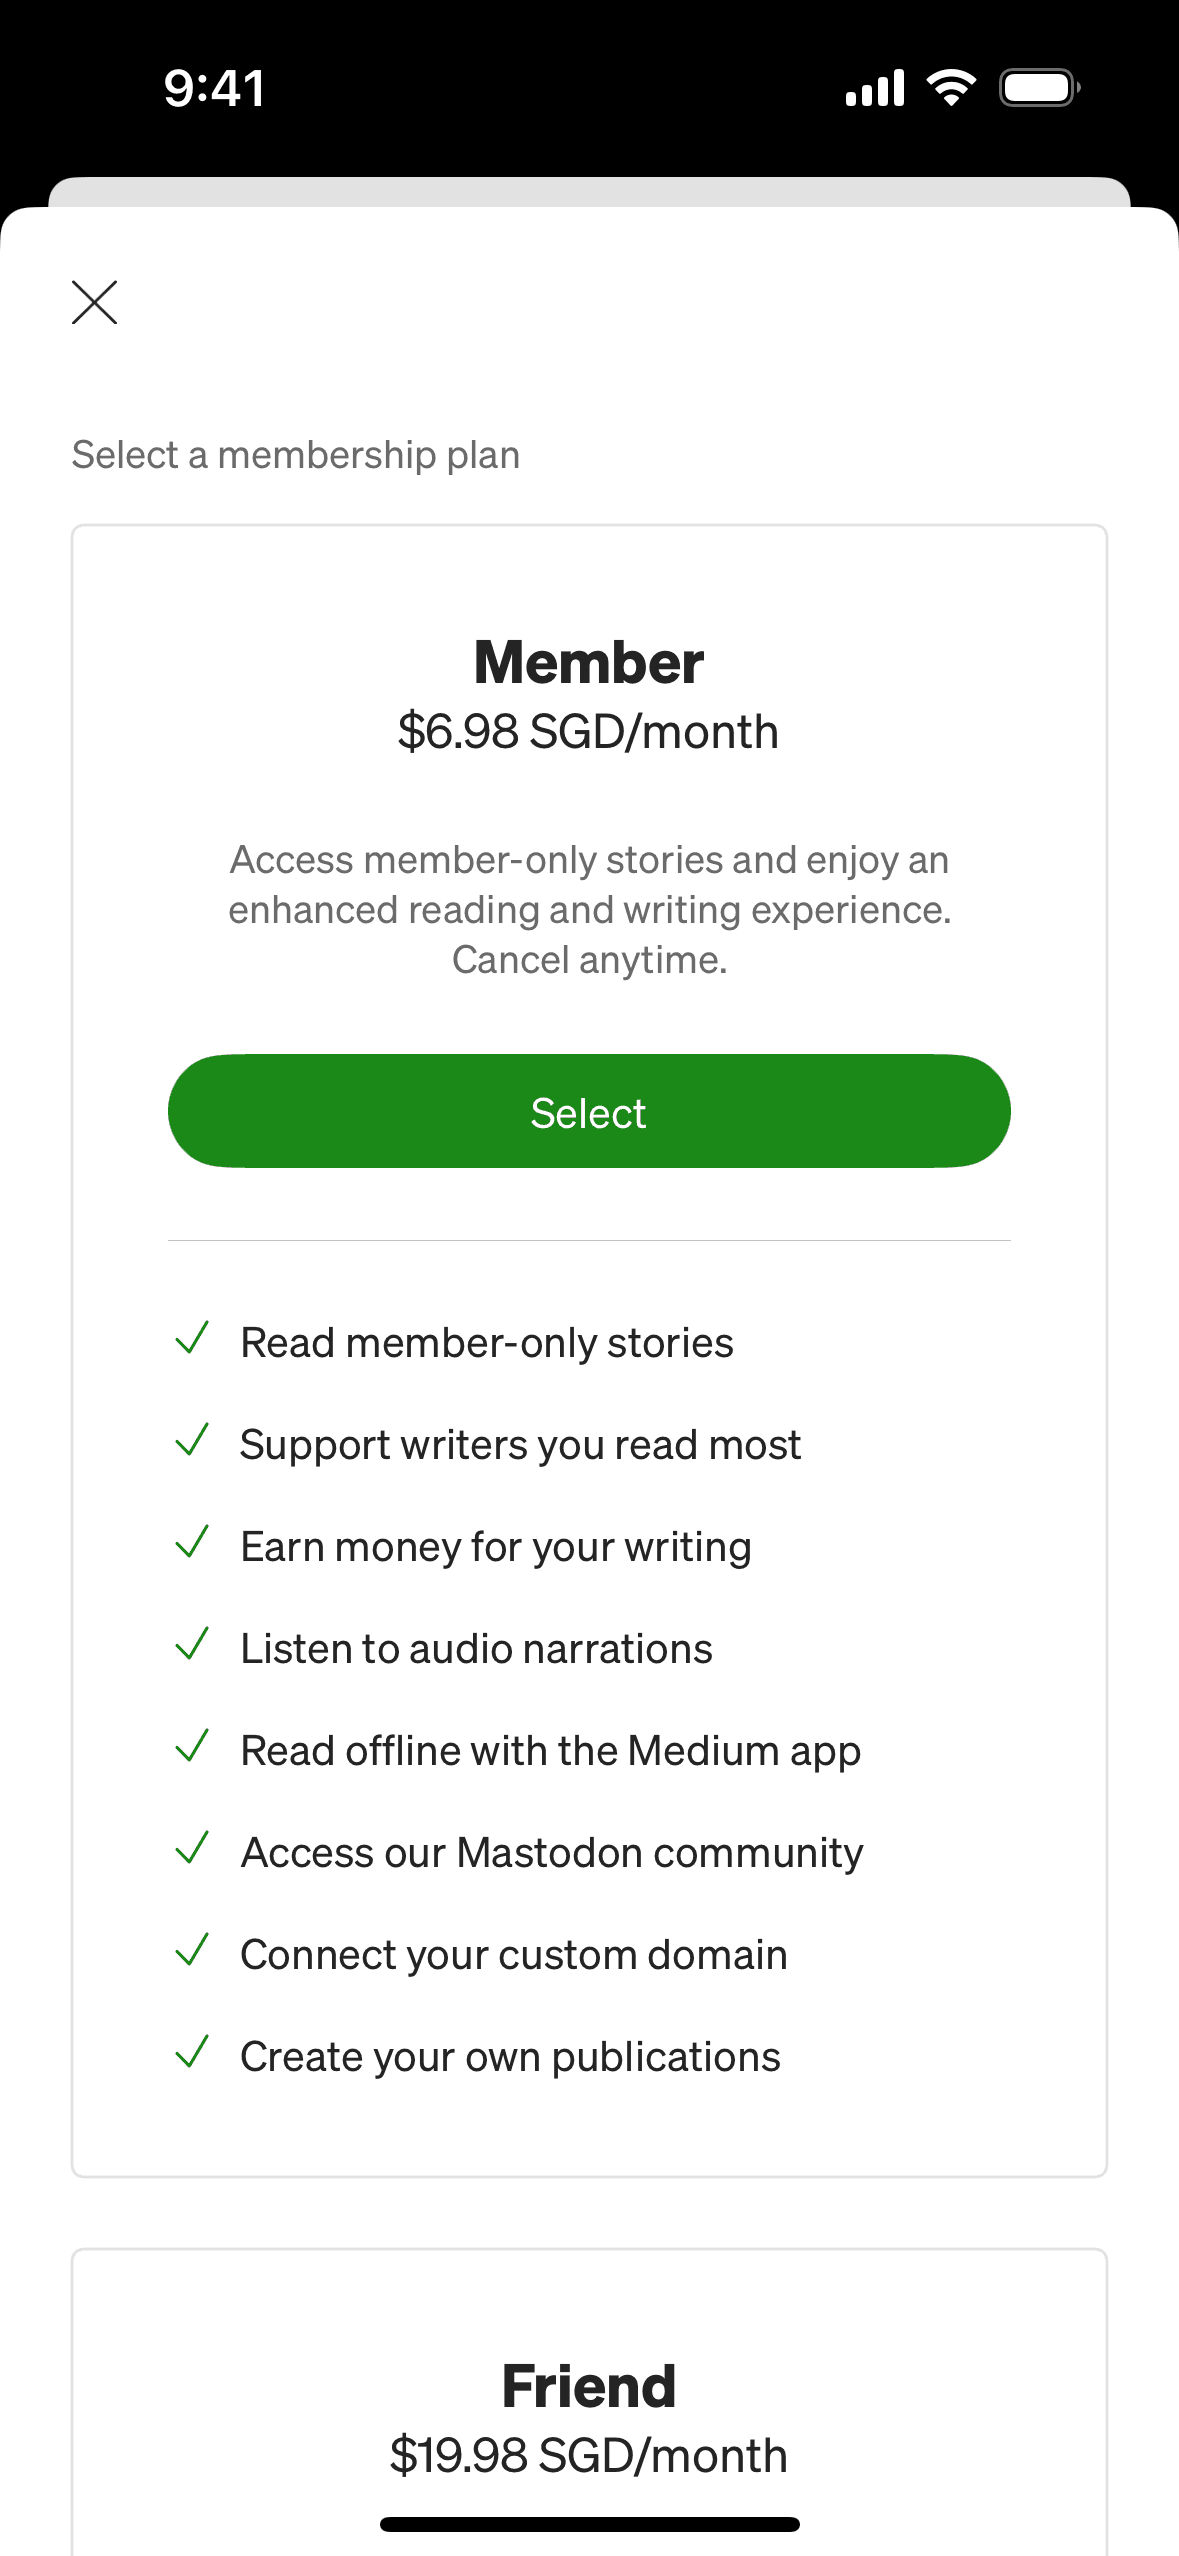 9:41
Select a membership plan
Member
$6.98 SGD/month
Access member-only stories and enjoy an
enhanced reading and writing experience.
Cancel anytime.
Select
Read member-only stories
Support writers you read most
Earn money for your writing
Listen to audio narrations
Read offline with the Medium app
Access our Mastodon community
Connect your custom domain
Create your own publications
Friend
$19.98 SGD/month